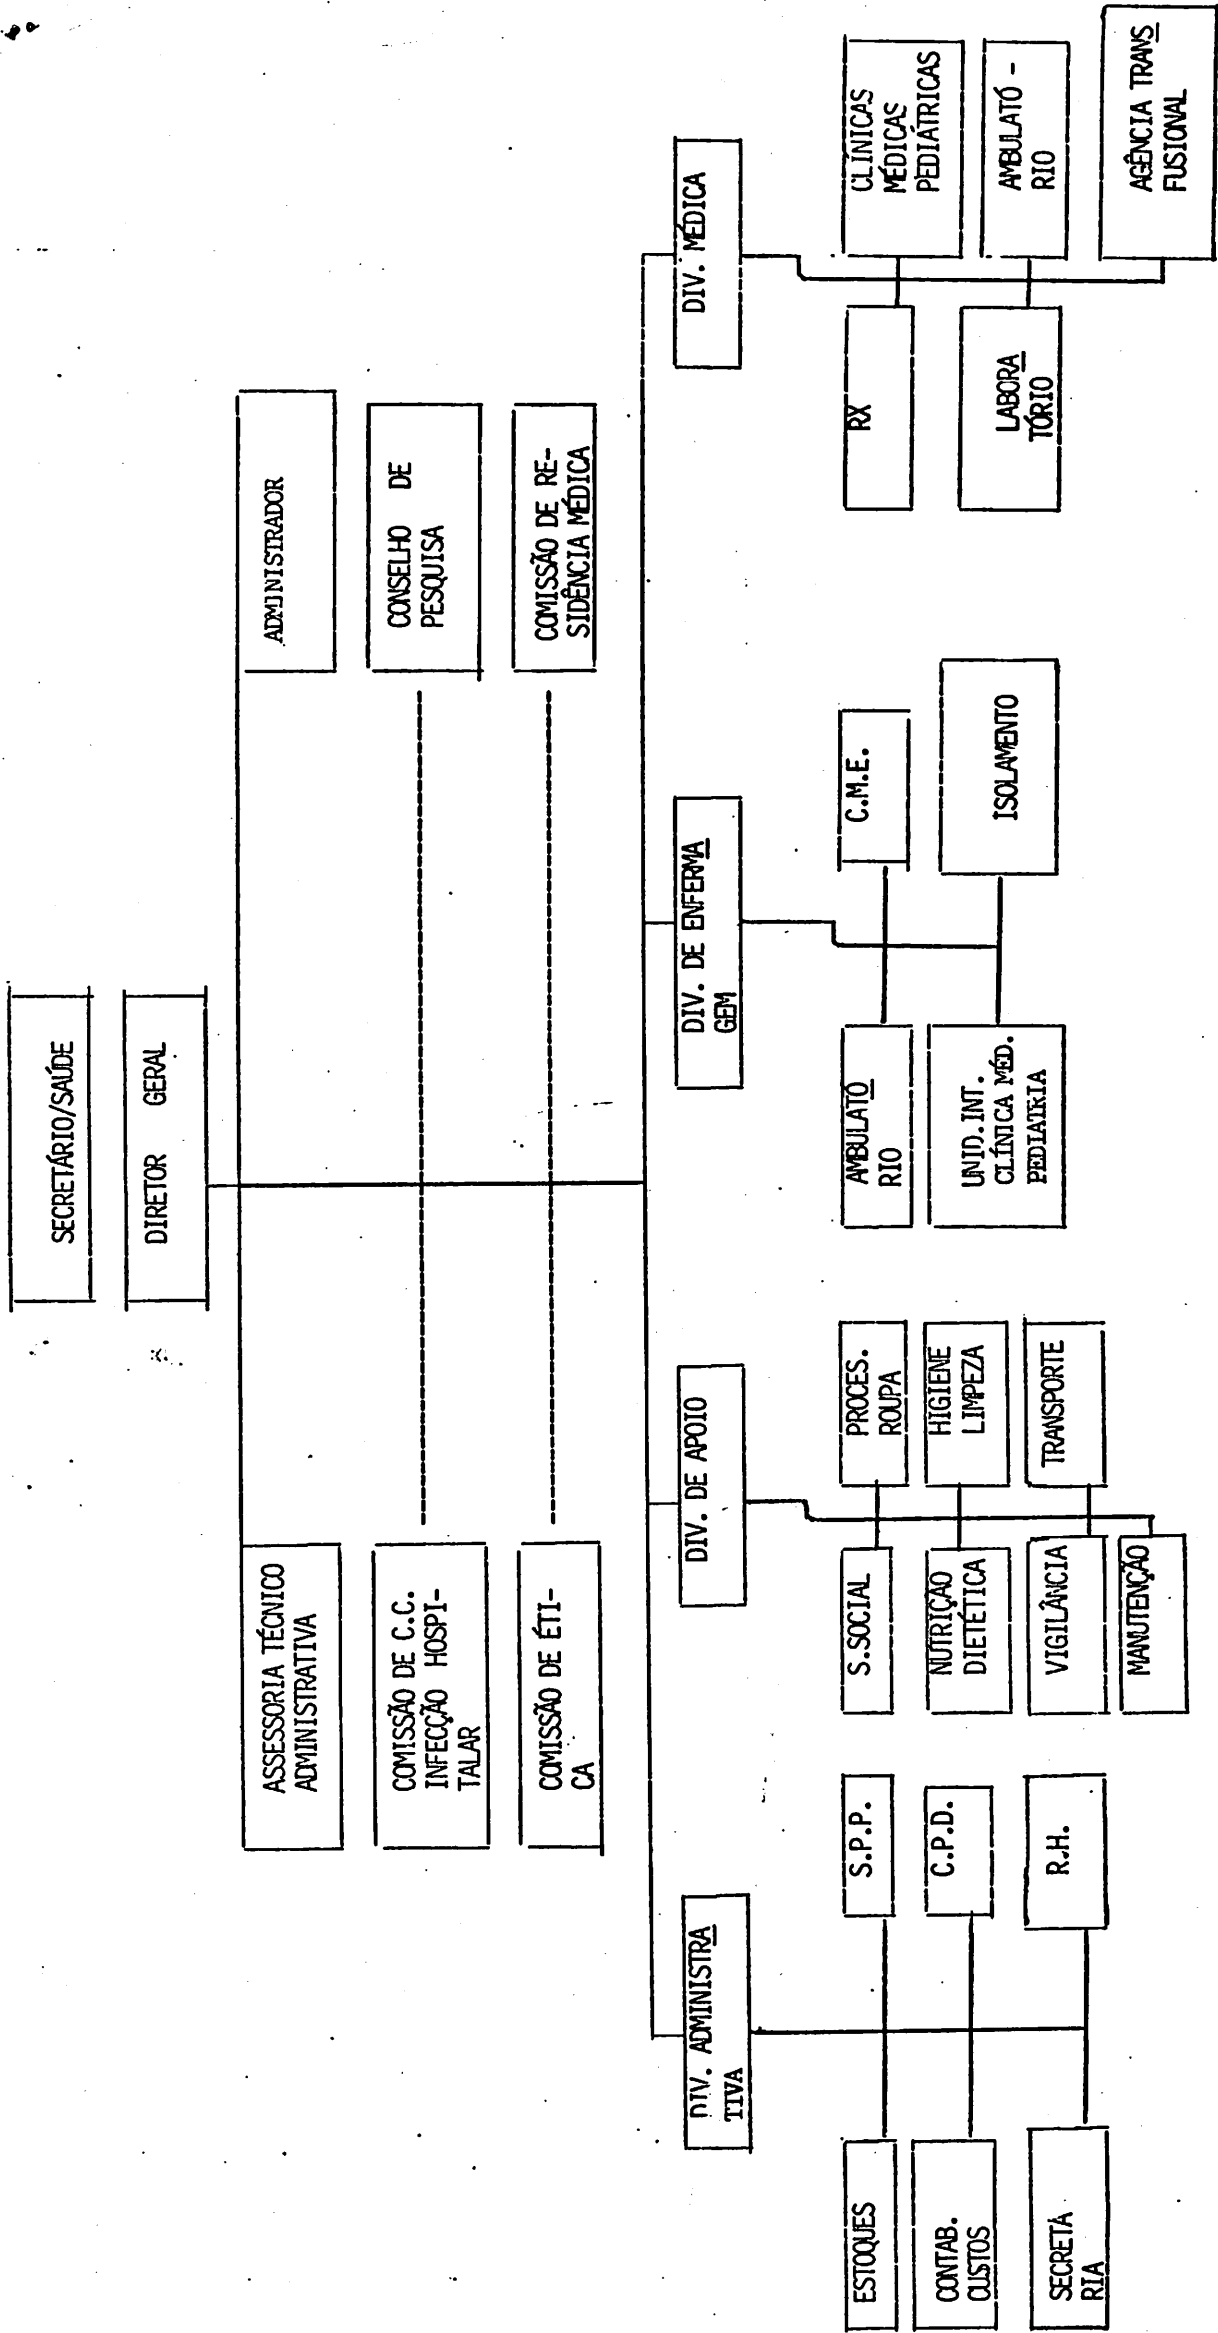 SECRETÁRIO/SAÚDE
DIRETOR GERAL
ASSESSORIA TÉCNICO
ADMINISTRATIVA
ADMINISTRADOR
COMISSÃO DE C.C.
INFECÇÃO HOSPI-
TALAR
CONSELHO DE
PESQUISA
COMISSÃO DE ÉTI-
CA
COMISSÃO DE RE-
SIDÊNCIA MÉDICA
DIV. ADMINISTRA
TIVA
DIV. DE APOIO
DIV. DE ENFERMA
GEM
DIV. MÉDICA
ESTOQUES
S.P.P.
CONTAB.
CUSTOS
C.P.D.
SECRETA
RIA
R.H.
S.SOCIAL
PROCES.
ROUPA
NUTRIÇÃO
DIETÉTICA
HIGIENE
LIMPEZA
VIGILÂNCIA
TRANSPORTE
MANUTENÇÃO
AMBULATÓ
RIO
C.M.E.
UNID.INT.
CLÍNICA MÉD.
PEDIATRIA
ISOLAMENTO
RX
CLÍNICAS
MÉDICAS
PEDIÁTRICAS
LABORA
TÓRIO
AMBULATÓ -
RIO
AGÊNCIA TRANS
FUSIONAL